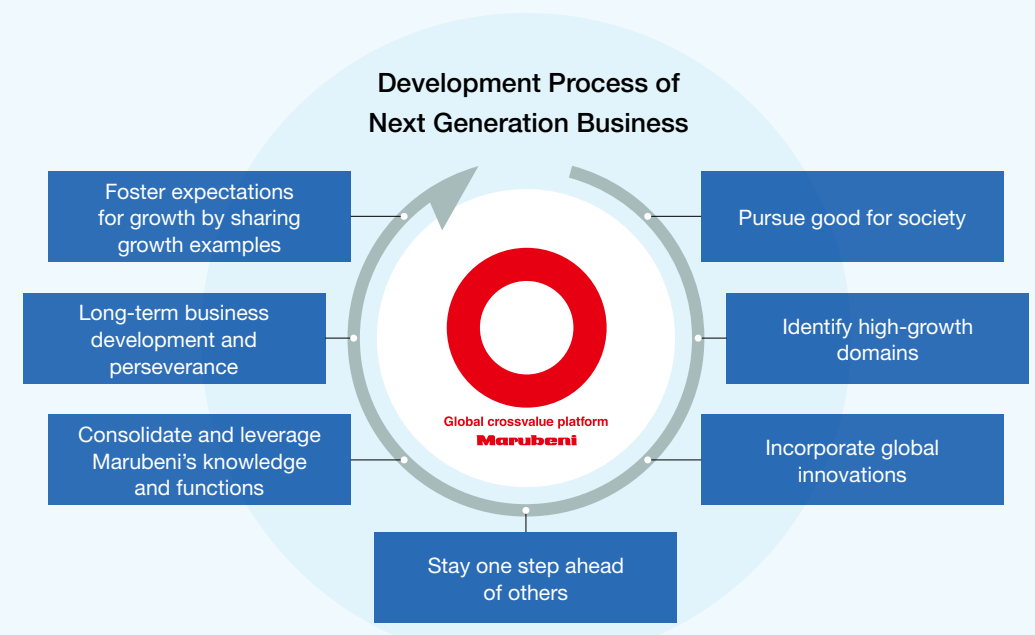 Development Process of
Next Generation Business
Pursue good for society
Identify high-growth
domains
Incorporate global
innovations
Stay one step ahead
of others
Consolidate and leverage
Marubeni’s knowledge
and functions
Long-term business
development and
perseverance
Foster expectations
for growth by sharing
growth examples
Global crossvalue platform
Marubeni